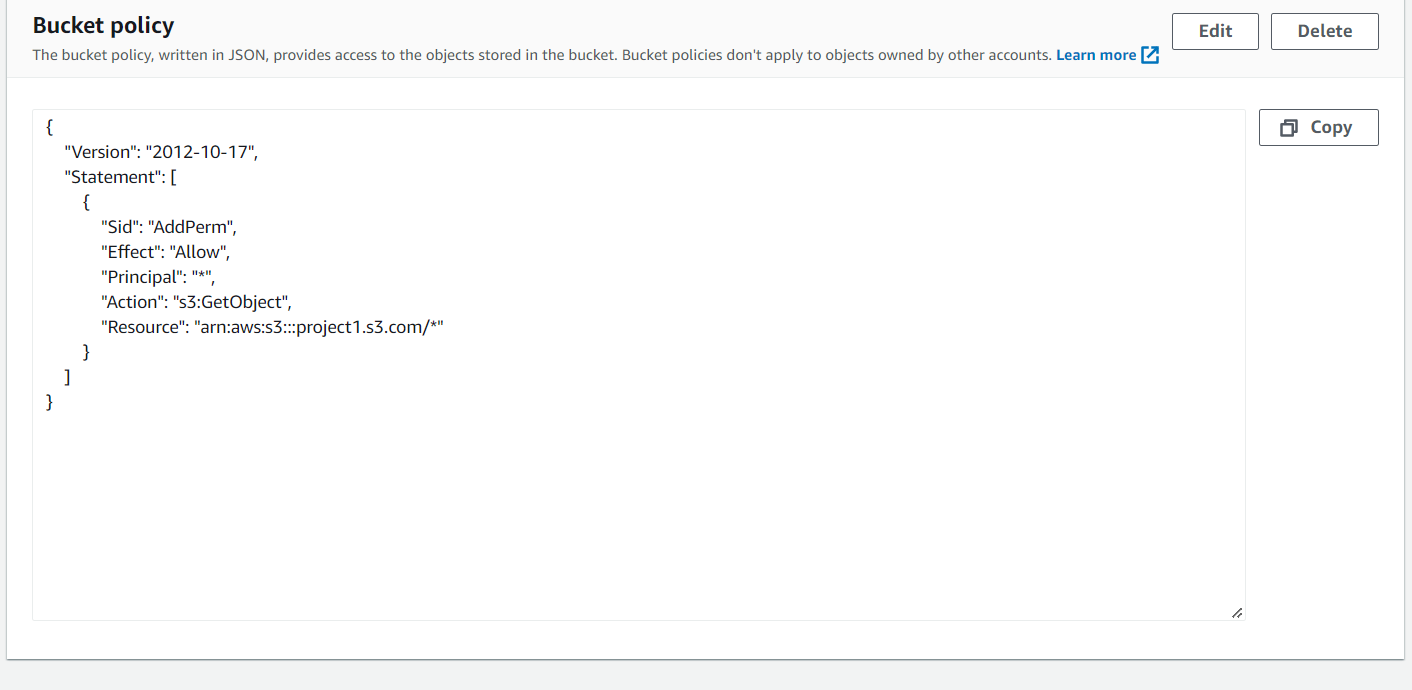 Bucket policy
Edit
Delete
The bucket policy, written in JSON, provides access to the objects stored in the bucket. Bucket policies don't apply to objects owned by other accounts. Learn more
Copy
{
"Version": "2012-10-17",
"Statement": [
{
"Sid": "AddPerm",
"Effect": "Allow",
"Principal": "*",
"Action": "s3:GetObject",
"Resource": "arn:aws:s3:::project1.s3.com/*"
}
]
}